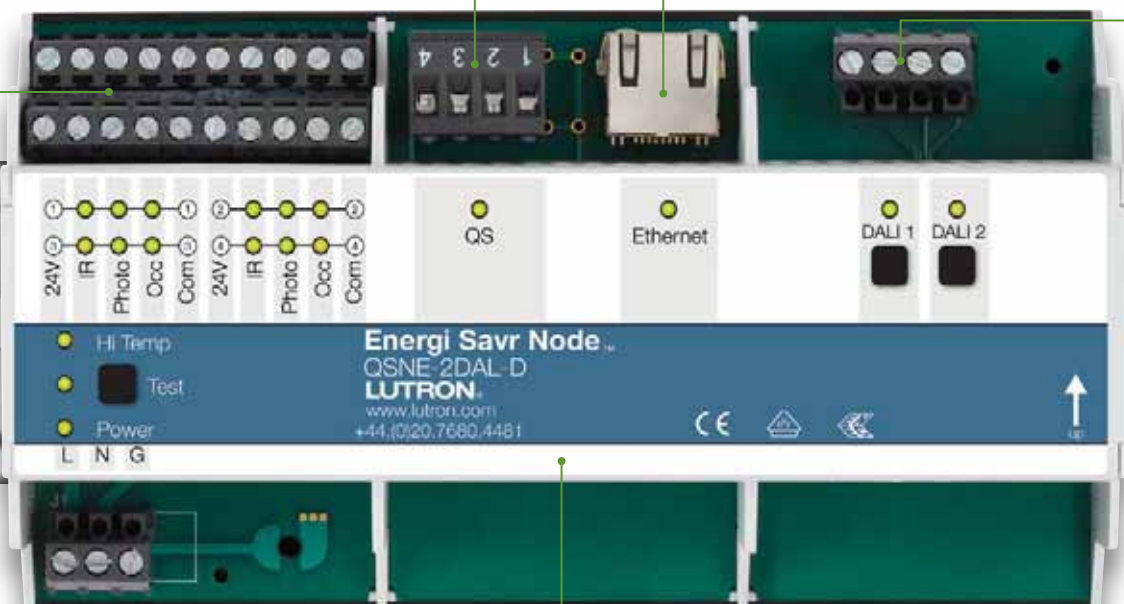 4 3 2 1
1 1 2 2
QS
Ethernet
DALI 1 DALI 2
3 3 4 4
24V IR Photo Occ Com 24V IR Photo Occ Com
Hi Temp
Test
Power
L N G
Energi Savr Node™
QSNE-2DAL-D
LUTRON®
www.lutron.com
+44.(0)20.7680.4481
CE
up
J1